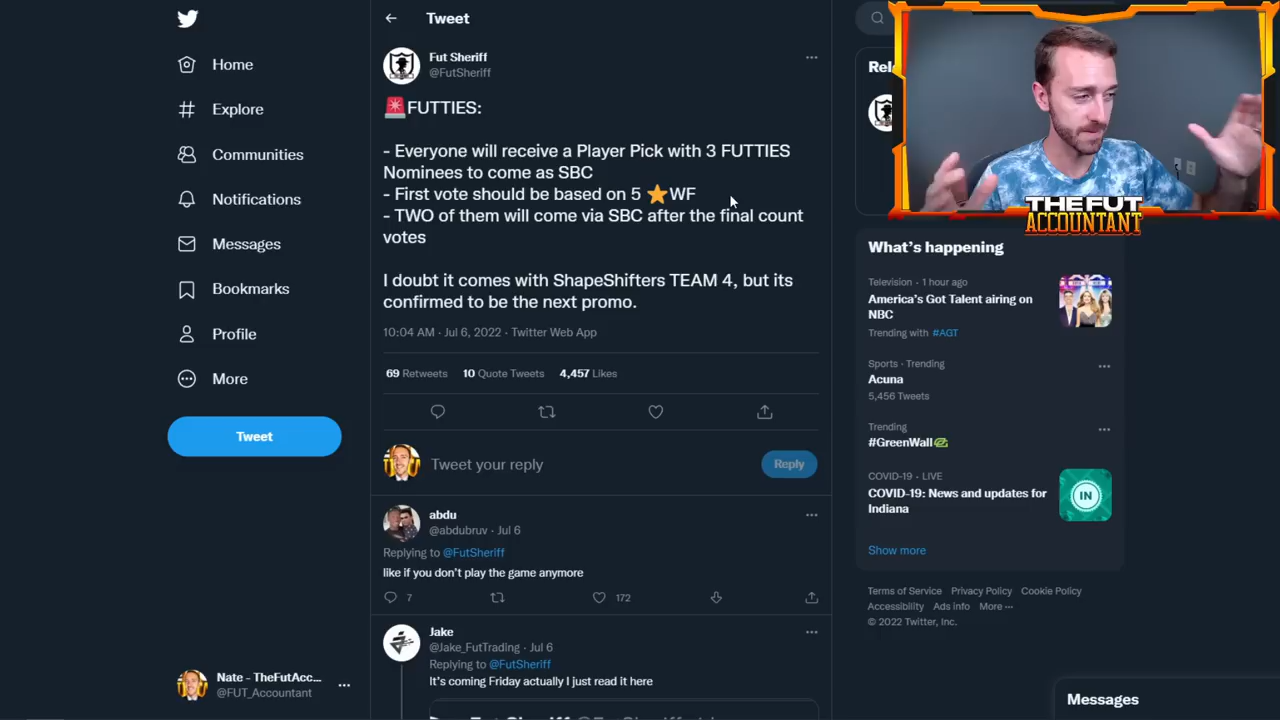 Tweet
Home
Explore
Communities
Notifications
Messages
Bookmarks
Profile
More
Tweet
Nate - TheFutAcc...
@FUT_Accountant
Fut Sheriff
@FutSheriff
🚨FUTTIES:
- Everyone will receive a Player Pick with 3 FUTTIES
Nominees to come as SBC
- First vote should be based on 5 ⭐WF
- TWO of them will come via SBC after the final count
votes
I doubt it comes with ShapeShifters TEAM 4, but its
confirmed to be the next promo.
10:04 AM · Jul 6, 2022 · Twitter Web App
69 Retweets 10 Quote Tweets 4,457 Likes
Tweet your reply
Reply
abdu
@abdubruv · Jul 6
Replying to @FutSheriff
like if you don't play the game anymore
7 172
Jake
@Jake_FutTrading · Jul 6
Replying to @FutSheriff
It's coming Friday actually I just read it here
Rel
THE FUT
ACCOUNTANT
What's happening
Television · 1 hour ago
America's Got Talent airing on
NBC
Trending with #AGT
Sports · Trending
Acuna
5,456 Tweets
Trending
#GreenWall
COVID-19 · LIVE
COVID-19: News and updates for
Indiana
IN
Show more
Terms of Service Privacy Policy Cookie Policy
Accessibility Ads info More ···
© 2022 Twitter, Inc.
Messages